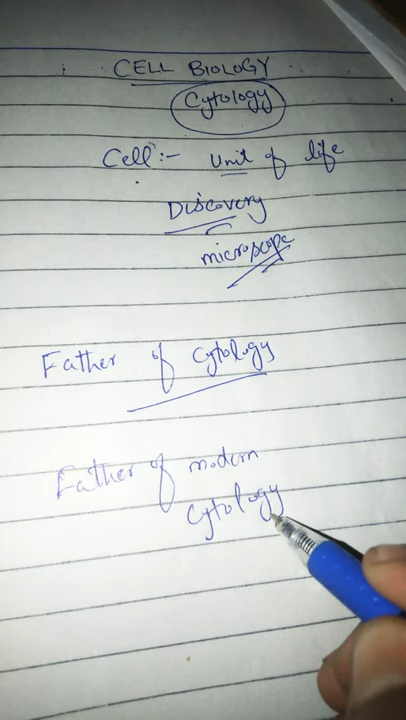 CELL BIOLOGY
Cytology
Cell:- Unit of life
Discovery
microscope
Father of Cytology
Father of modern
Cytology